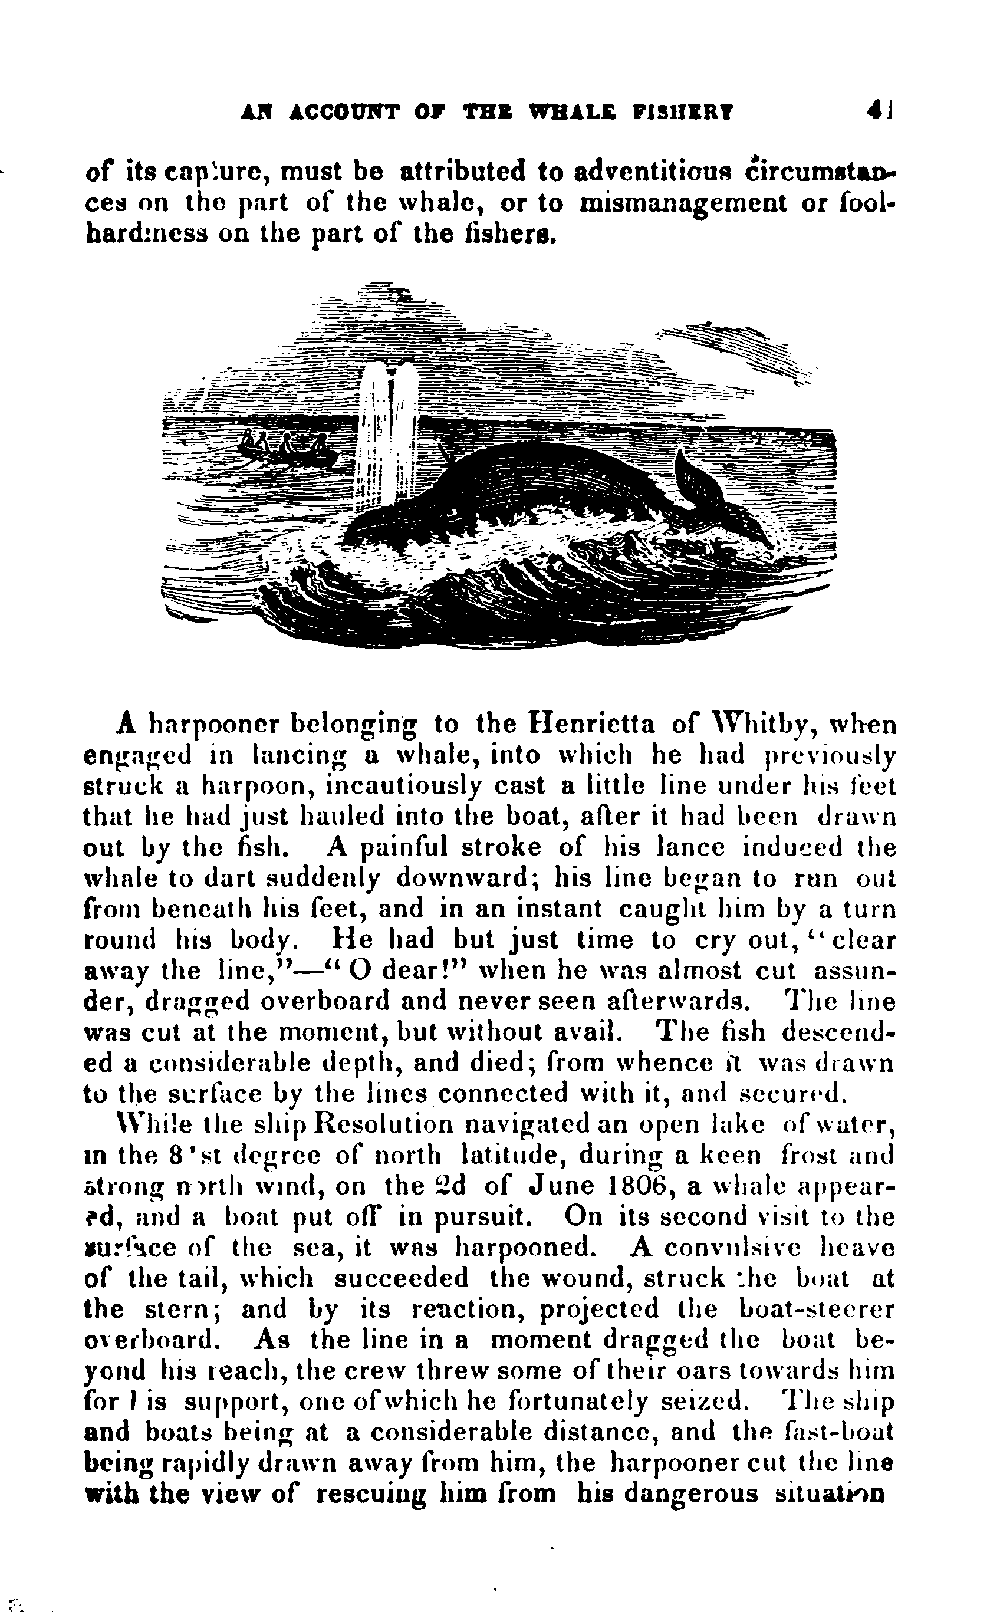 AN ACCOUNT OF THE WHALE FISHERY 41
of its capture, must be attributed to adventitious circumstan-
ces on the part of the whale, or to mismanagement or fool-
hardiness on the part of the fishers.
A harpooner belonging to the Henrietta of Whitby, when
engaged in lancing a whale, into which he had previously
struck a harpoon, incautiously cast a little line under his feet
that he had just hauled into the boat, after it had been drawn
out by the fish. A painful stroke of his lance induced the
whale to dart suddenly downward; his line began to run out
from beneath his feet, and in an instant caught him by a turn
round his body. He had but just time to cry out, “clear
away the line,”—“O dear!” when he was almost cut assun-
der, dragged overboard and never seen afterwards. The line
was cut at the moment, but without avail. The fish descend-
ed a considerable depth, and died; from whence it was drawn
to the surface by the lines connected with it, and secured.
While the ship Resolution navigated an open lake of water,
in the 81st degree of north latitude, during a keen frost and
strong north wind, on the 2d of June 1806, a whale appear-
ed, and a boat put off in pursuit. On its second visit to the
surface of the sea, it was harpooned. A convulsive heave
of the tail, which succeeded the wound, struck the boat at
the stern; and by its reaction, projected the boat-steerer
overboard. As the line in a moment dragged the boat be-
yond his reach, the crew threw some of their oars towards him
for his support, one of which he fortunately seized. The ship
and boats being at a considerable distance, and the fast-boat
being rapidly drawn away from him, the harpooner cut the line
with the view of rescuing him from his dangerous situation